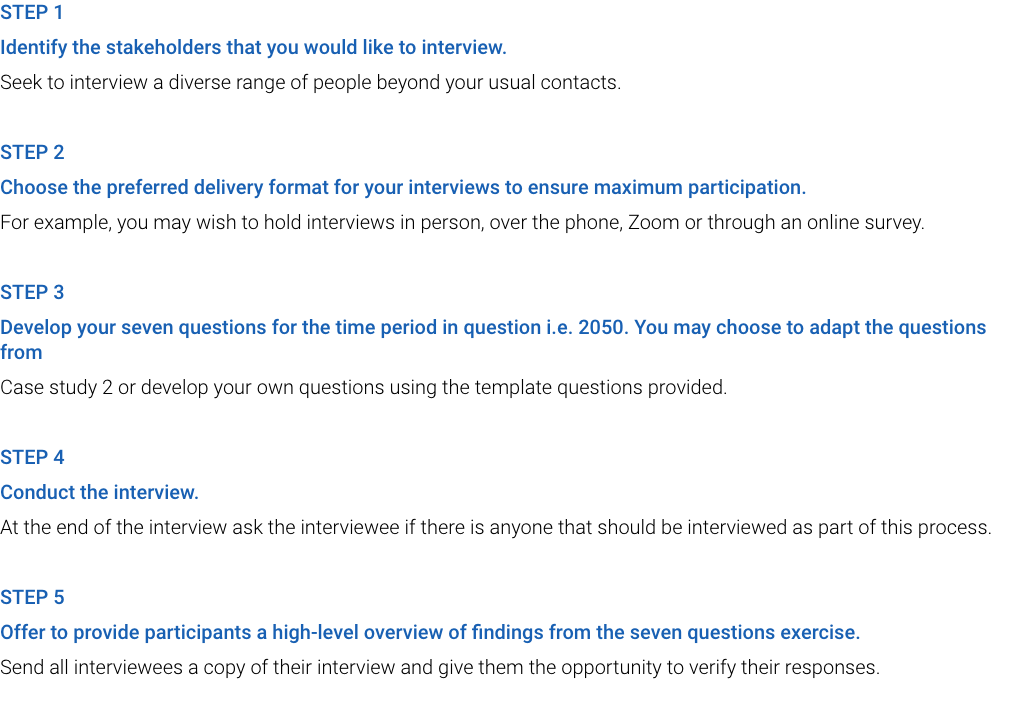 STEP 1
Identify the stakeholders that you would like to interview.
Seek to interview a diverse range of people beyond your usual contacts.
STEP 2
Choose the preferred delivery format for your interviews to ensure maximum participation.
For example, you may wish to hold interviews in person, over the phone, Zoom or through an online survey.
STEP 3
Develop your seven questions for the time period in question i.e. 2050. You may choose to adapt the questions
from
Case study 2 or develop your own questions using the template questions provided.
STEP 4
Conduct the interview.
At the end of the interview ask the interviewee if there is anyone that should be interviewed as part of this process.
STEP 5
Offer to provide participants a high-level overview of findings from the seven questions exercise.
Send all interviewees a copy of their interview and give them the opportunity to verify their responses.